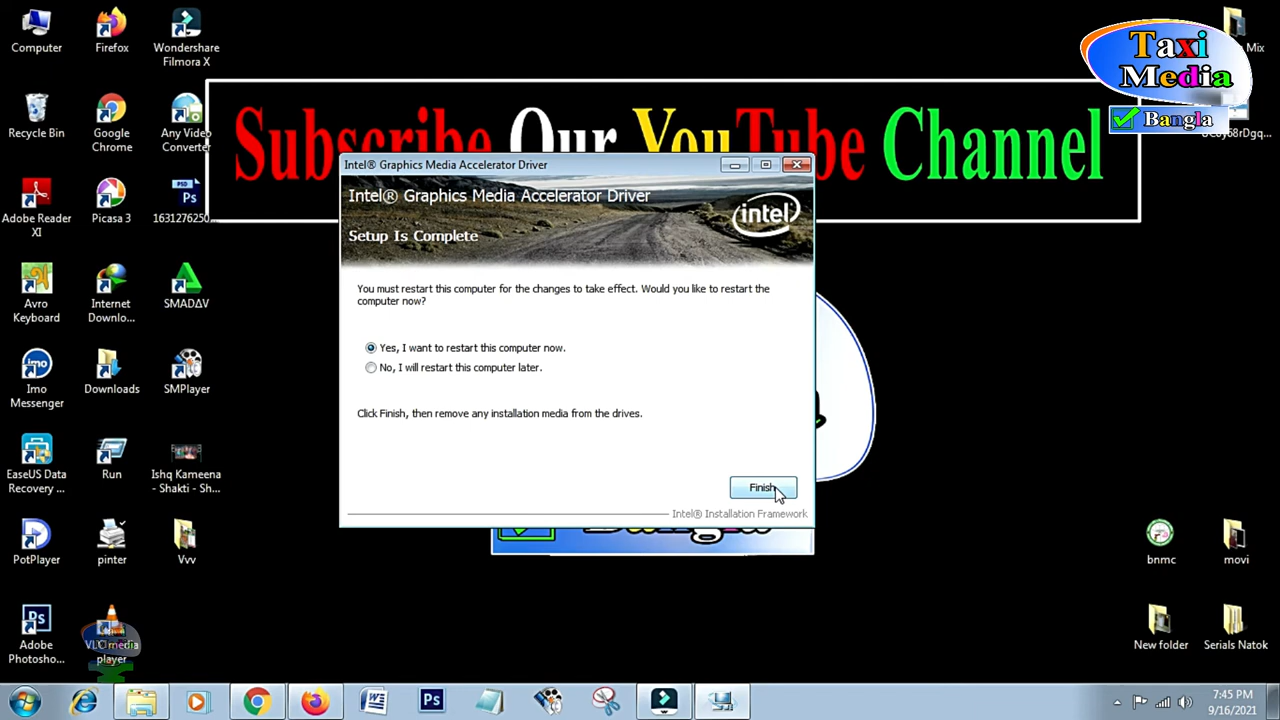 Computer
Firefox
Wondershare
Filmora X
Mix
Taxi
Media
Bangla
Recycle Bin
Google
Chrome
Any Video
Converter
Subscribe Our YouTube Channel
Adobe Reader
XI
Picasa 3
1631276250...
Avro
Keyboard
Internet
Downlo...
SMADΔV
Imo
Messenger
Downloads
SMPlayer
EaseUS Data
Recovery ...
Run
Ishq Kameena
- Shakti - Sh...
PotPlayer
pinter
Vvv
Adobe
Photosho...
VLC media
player
Intel® Graphics Media Accelerator Driver
Intel® Graphics Media Accelerator Driver
intel
Setup Is Complete
You must restart this computer for the changes to take effect. Would you like to restart the
computer now?
Yes, I want to restart this computer now.
No, I will restart this computer later.
Click Finish, then remove any installation media from the drives.
Finish
Intel® Installation Framework
bnmc
movi
New folder
Serials Natok
7:45 PM
9/16/2021